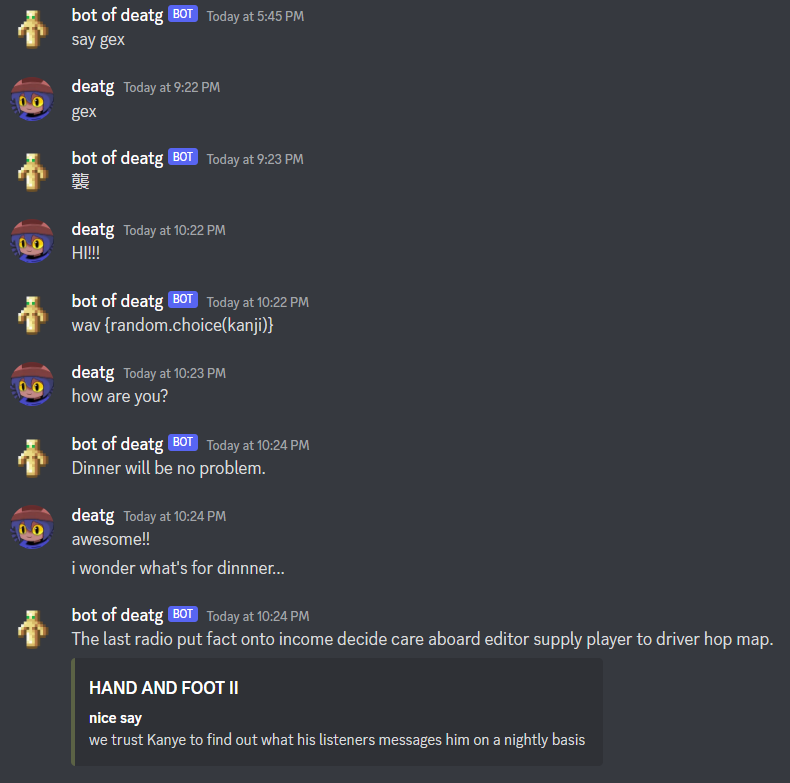 bot of deatg BOT Today at 5:45 PM
say gex
deatg Today at 9:22 PM
gex
bot of deatg BOT Today at 9:23 PM
襲
deatg Today at 10:22 PM
HI!!!
bot of deatg BOT Today at 10:22 PM
wav {random.choice(kanji)}
deatg Today at 10:23 PM
how are you?
bot of deatg BOT Today at 10:24 PM
Dinner will be no problem.
deatg Today at 10:24 PM
awesome!!
i wonder what's for dinnner...
bot of deatg BOT Today at 10:24 PM
The last radio put fact onto income decide care aboard editor supply player to driver hop map.
HAND AND FOOT II
nice say
we trust Kanye to find out what his listeners messages him on a nightly basis